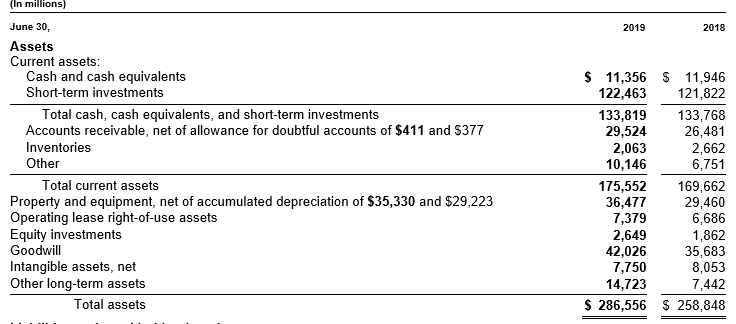 (In millions)
June 30, 2019 2018
Assets
Current assets:
Cash and cash equivalents $ 11,356 $ 11,946
Short-term investments 122,463 121,822
Total cash, cash equivalents, and short-term investments 133,819 133,768
Accounts receivable, net of allowance for doubtful accounts of $411 and $377 29,524 26,481
Inventories 2,063 2,662
Other 10,146 6,751
Total current assets 175,552 169,662
Property and equipment, net of accumulated depreciation of $35,330 and $29,223 36,477 29,460
Operating lease right-of-use assets 7,379 6,686
Equity investments 2,649 1,862
Goodwill 42,026 35,683
Intangible assets, net 7,750 8,053
Other long-term assets 14,723 7,442
Total assets $ 286,556 $ 258,848